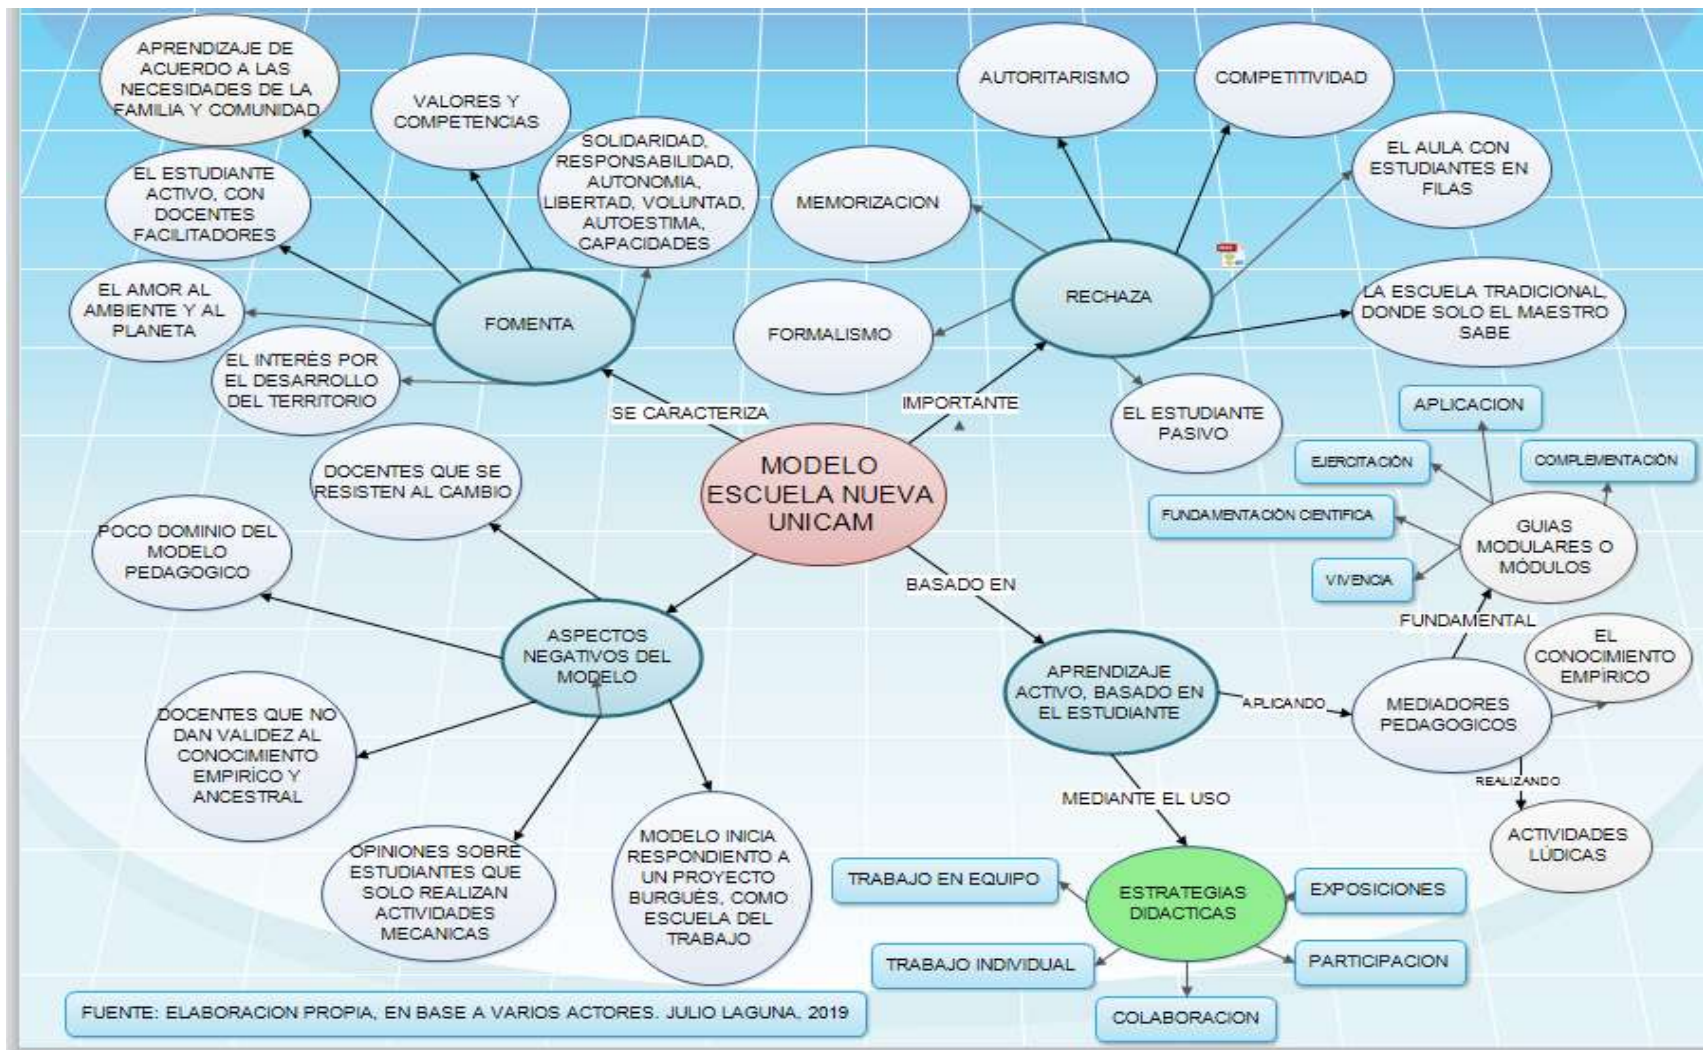 APRENDIZAJE DE
ACUERDO A LAS
NECESIDADES DE LA
FAMILIA Y COMUNIDAD
VALORES Y
COMPETENCIAS
SOLIDARIDAD,
RESPONSABILIDAD,
AUTONOMIA,
LIBERTAD, VOLUNTAD,
AUTOESTIMA,
CAPACIDADES
EL ESTUDIANTE
ACTIVO, CON
DOCENTES
FACILITADORES
EL AMOR AL
AMBIENTE Y AL
PLANETA
EL INTERÉS POR
EL DESARROLLO
DEL TERRITORIO
FOMENTA
SE CARACTERIZA
AUTORITARISMO
COMPETITIVIDAD
MEMORIZACION
EL AULA CON
ESTUDIANTES EN
FILAS
RECHAZA
FORMALISMO
LA ESCUELA TRADICIONAL,
DONDE SOLO EL MAESTRO
SABE
EL ESTUDIANTE
PASIVO
IMPORTANTE
MODELO
ESCUELA NUEVA
UNICAM
DOCENTES QUE SE
RESISTEN AL CAMBIO
POCO DOMINIO DEL
MODELO
PEDAGOGICO
ASPECTOS
NEGATIVOS DEL
MODELO
DOCENTES QUE NO
DAN VALIDEZ AL
CONOCIMIENTO
EMPIRÍCO Y
ANCESTRAL
OPINIONES SOBRE
ESTUDIANTES QUE
SOLO REALIZAN
ACTIVIDADES
MECANICAS
MODELO INICIA
RESPONDIENTO A
UN PROYECTO
BURGUÉS, COMO
ESCUELA DEL
TRABAJO
BASADO EN
APRENDIZAJE
ACTIVO, BASADO EN
EL ESTUDIANTE
APLICANDO
MEDIADORES
PEDAGOGICOS
FUNDAMENTAL
GUIAS
MODULARES O
MÓDULOS
APLICACION
EJERCITACIÓN
COMPLEMENTACIÓN
FUNDAMENTACIÓN CIENTIFICA
VIVENCIA
EL
CONOCIMIENTO
EMPÍRICO
REALIZANDO
ACTIVIDADES
LÚDICAS
MEDIANTE EL USO
ESTRATEGIAS
DIDACTICAS
TRABAJO EN EQUIPO
EXPOSICIONES
TRABAJO INDIVIDUAL
PARTICIPACION
COLABORACION
FUENTE: ELABORACION PROPIA, EN BASE A VARIOS ACTORES. JULIO LAGUNA, 2019